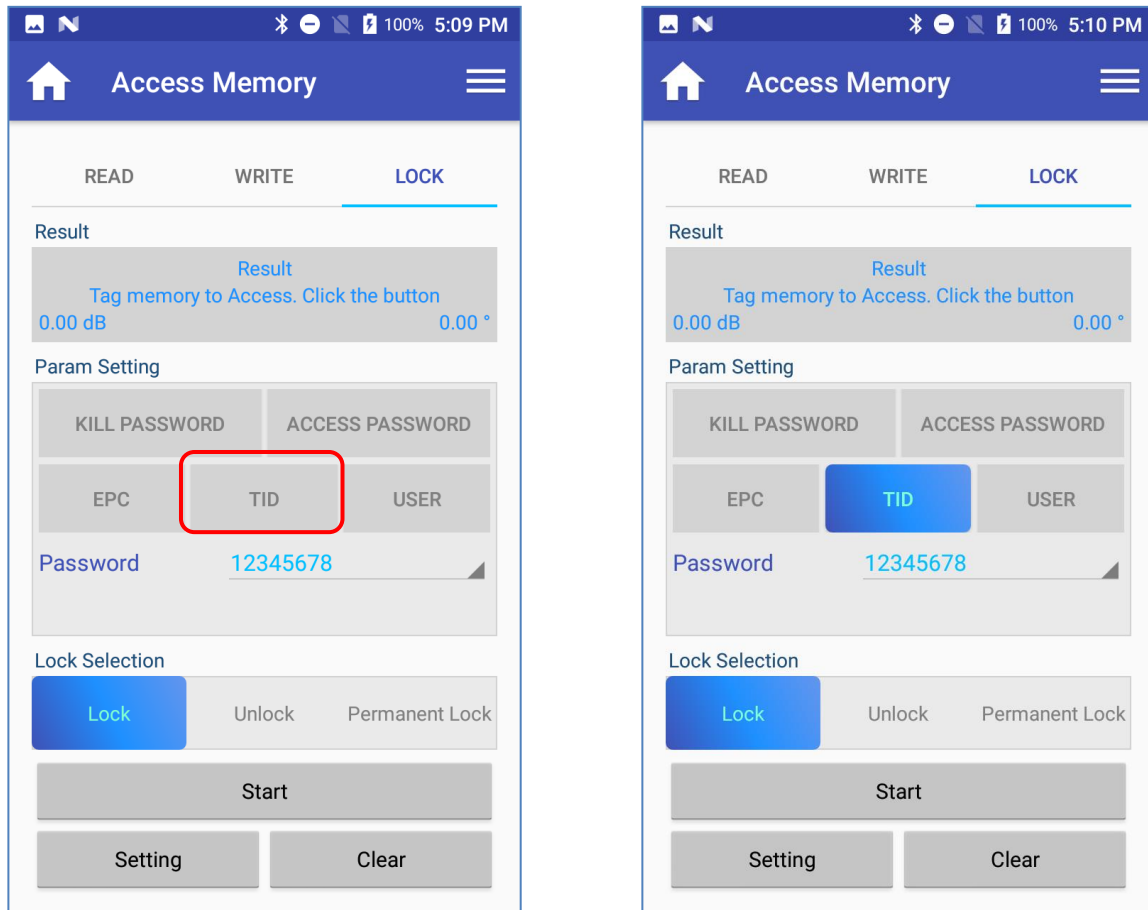 100% 5:09 PM
Access Memory
READ WRITE LOCK
Result
Result
Tag memory to Access. Click the button
0.00 dB 0.00 °
Param Setting
KILL PASSWORD ACCESS PASSWORD
EPC TID USER
Password 12345678
Lock Selection
Lock Unlock Permanent Lock
Start
Setting Clear
100% 5:10 PM
Access Memory
READ WRITE LOCK
Result
Result
Tag memory to Access. Click the button
0.00 dB 0.00 °
Param Setting
KILL PASSWORD ACCESS PASSWORD
EPC TID USER
Password 12345678
Lock Selection
Lock Unlock Permanent Lock
Start
Setting Clear